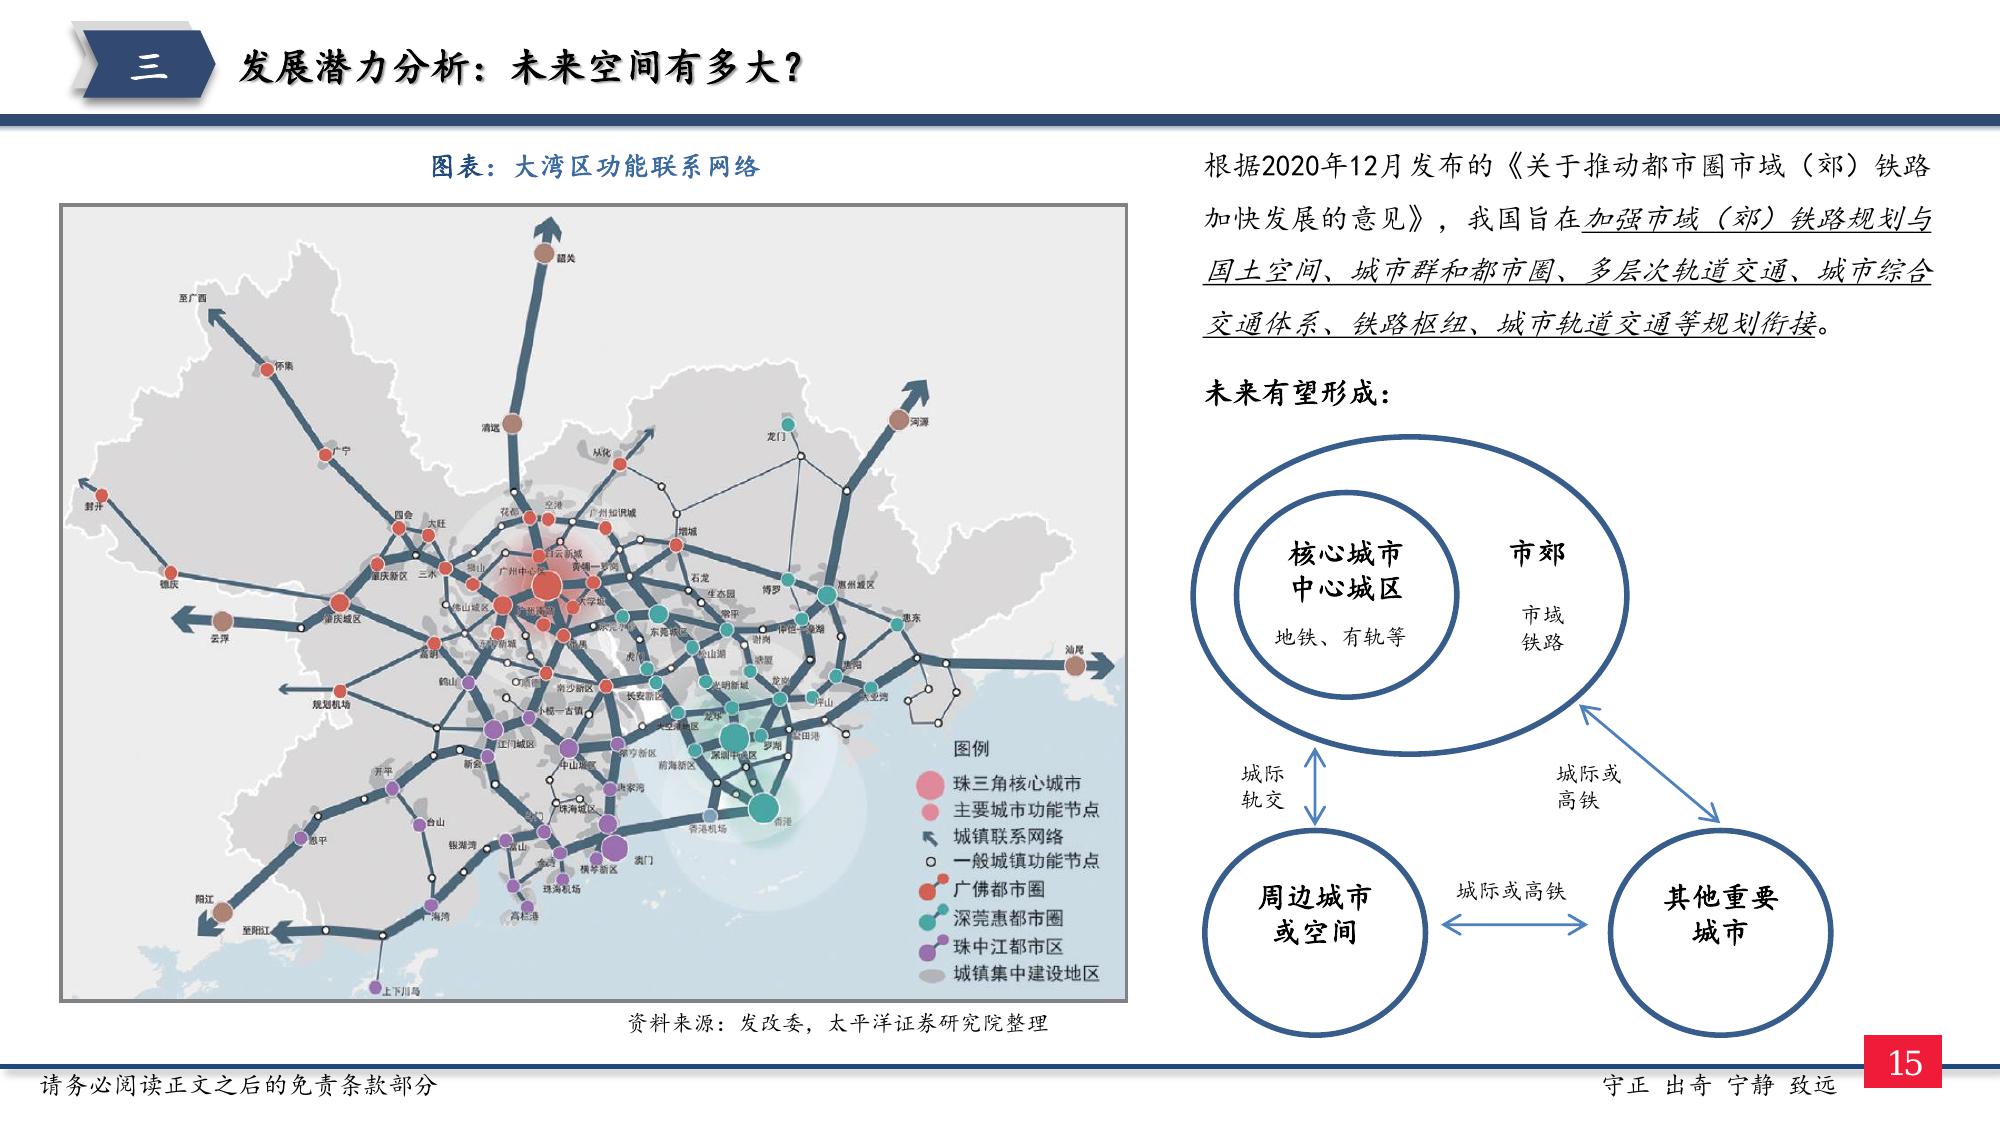 三
发展潜力分析：未来空间有多大？
图表：大湾区功能联系网络
韶关
至广西
怀集
清远
河源
龙门
从化
广宁
封开
四会
大旺
花都
空港
广州知识城
增城
白云新城
狮山
广州中心区
黄埔—萝岗
肇庆新区
三水
德庆
石龙
生态园
博罗
惠州城区
肇庆城区
佛山城区
大学城
常平
东莞城区
惠东
云浮
谢岗
高明
虎门
松山湖
塘厦
惠阳
汕尾
鹤山
顺德
南沙新区
长安新区
光明新城
龙岗
坪山
大亚湾
规划机场
小榄—古镇
龙华
大空港地区
盐田港
江门城区
翠亨新区
深圳中心区
罗湖
前海新区
新会
中山城区
开平
唐家湾
珠海城区
台山
斗门
香港机场
香港
恩平
银湖湾
富山
澳门
横琴新区
珠海机场
阳江
广海湾
高栏港
至阳江
上下川岛
图例
珠三角核心城市
主要城市功能节点
城镇联系网络
一般城镇功能节点
广佛都市圈
深莞惠都市圈
珠中江都市区
城镇集中建设地区
资料来源：发改委，太平洋证券研究院整理
根据2020年12月发布的《关于推动都市圈市域（郊）铁路
加快发展的意见》，我国旨在加强市域（郊）铁路规划与
国土空间、城市群和都市圈、多层次轨道交通、城市综合
交通体系、铁路枢纽、城市轨道交通等规划衔接。
未来有望形成：
核心城市
中心城区
地铁、有轨等
市郊
市域
铁路
城际
轨交
城际或
高铁
周边城市
或空间
城际或高铁
其他重要
城市
请务必阅读正文之后的免责条款部分
守正 出奇 宁静 致远
15